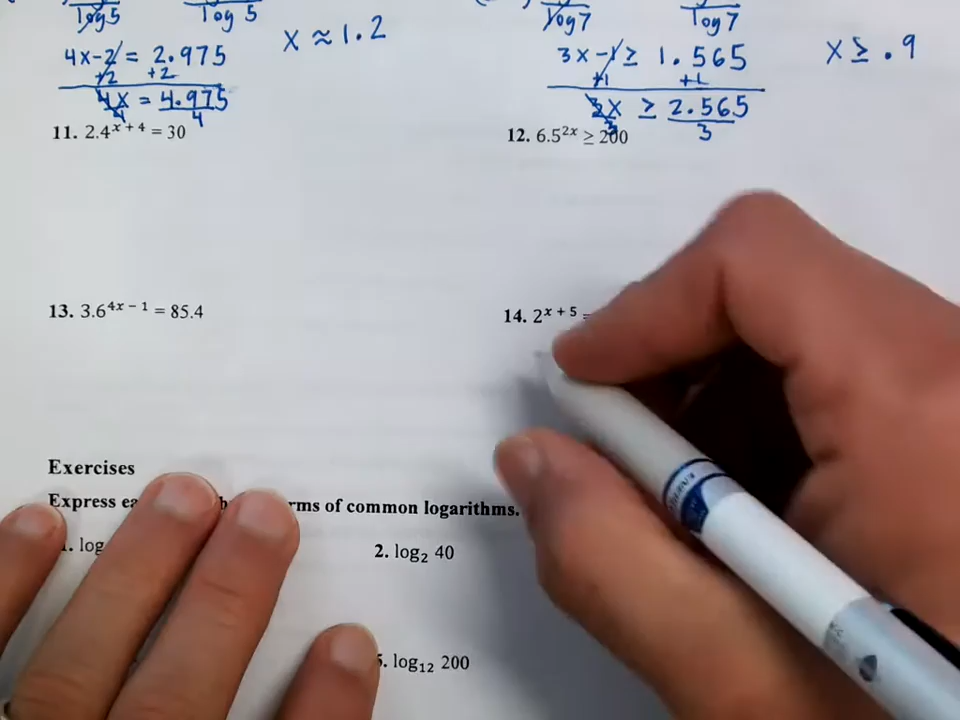 log5 log 5
4x-2 = 2.975 x ≈ 1.2
+2 +2
4x = 4.975
4 4
11. 2.4^x + 4 = 30
log7 log7
3x-1 ≥ 1.565 x ≥ .9
+1 +1
3x ≥ 2.565
3 3
12. 6.5^2x ≥ 200
13. 3.6^4x − 1 = 85.4
14. 2^x + 5 =
Exercises
Express rms of common logarithms.
1. log
2. log₂ 40
5. log₁₂ 200